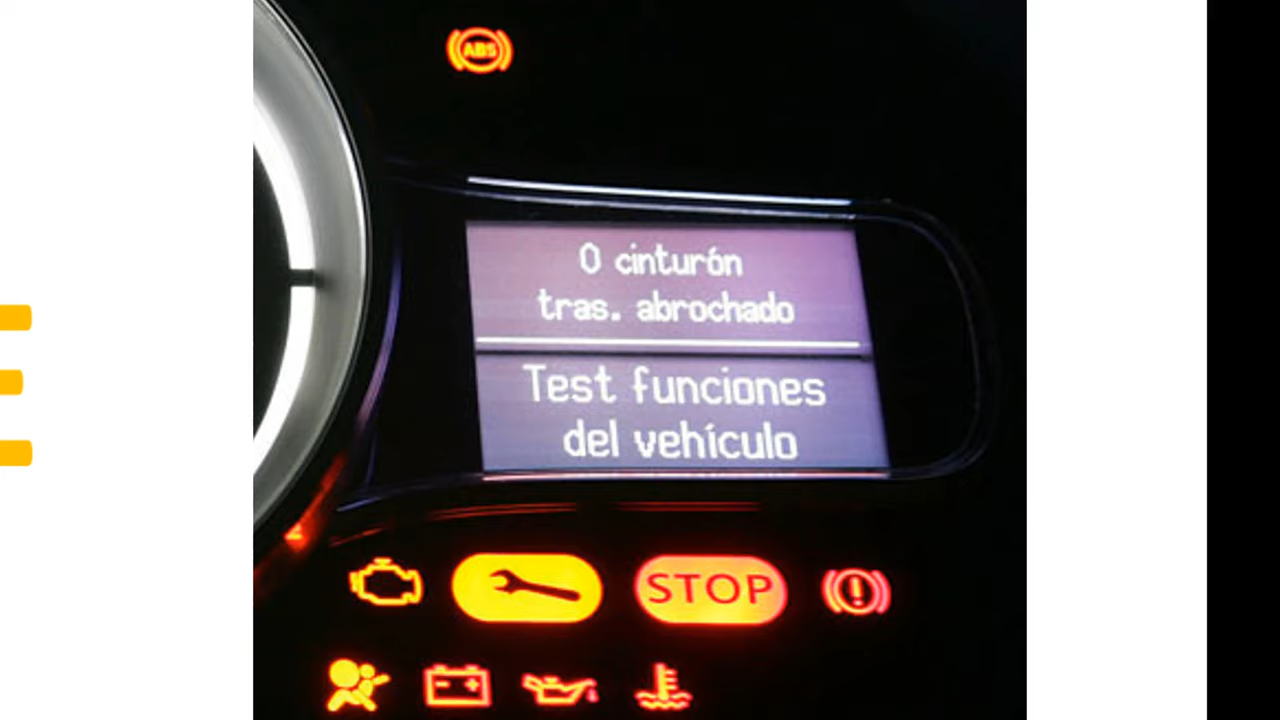 ABS
0 cinturón
tras. abrochado
Test funciones
del vehículo
STOP